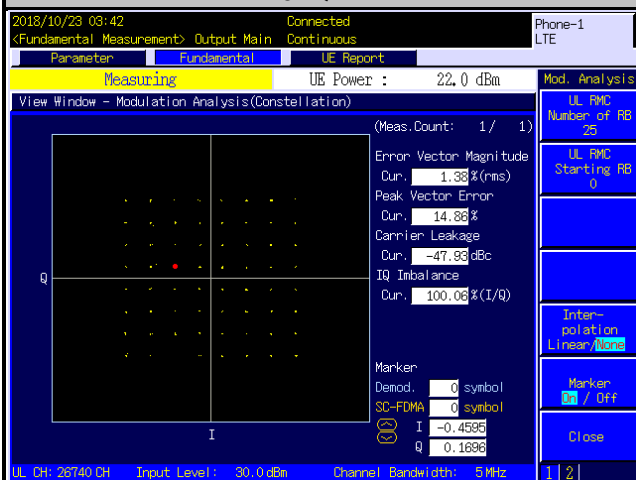 2018/10/23 03:42 Connected Phone-1
<Fundamental Measurement> Output Main Continuous LTE
Parameter Fundamental UE Report
Measuring UE Power : 22.0 dBm Mod. Analysis
View Window - Modulation Analysis(Constellation)
(Meas.Count: 1/ 1)
Error Vector Magnitude
Cur. 1.38 %(rms)
Peak Vector Error
Cur. 14.86 %
Carrier Leakage
Cur. -47.93 dBc
IQ Imbalance
Cur. 100.06 %(I/Q)
Q
I
Marker
Demod. 0 symbol
SC-FDMA 0 symbol
I -0.4595
Q 0.1696
UL RMC
Number of RB
25
UL RMC
Starting RB
0
Inter-
polation
Linear/None
Marker
On / Off
Close
UL CH: 26740 CH Input Level: 30.0 dBm Channel Bandwidth: 5 MHz 1 2